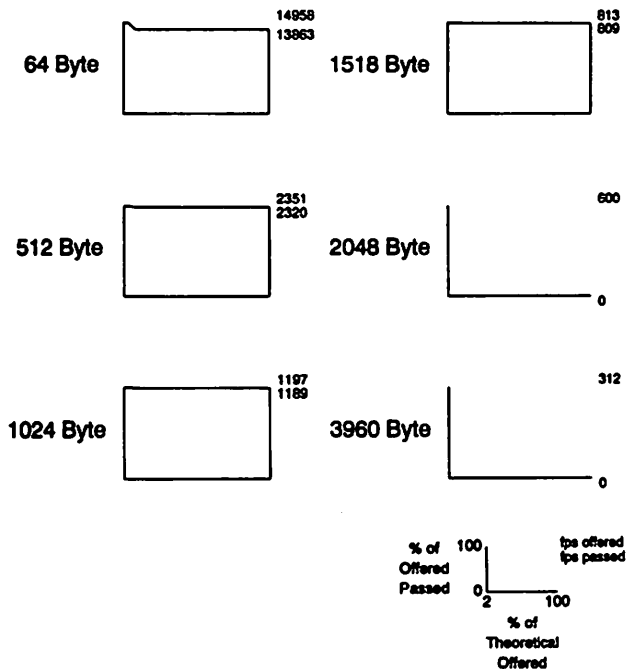 14958
13863
64 Byte
813
809
1518 Byte
2351
2320
512 Byte
600
2048 Byte
0
1197
1189
1024 Byte
312
3960 Byte
0
% of
Offered
Passed
100
0
2
100
% of
Theoretical
Offered
fps offered
fps passed